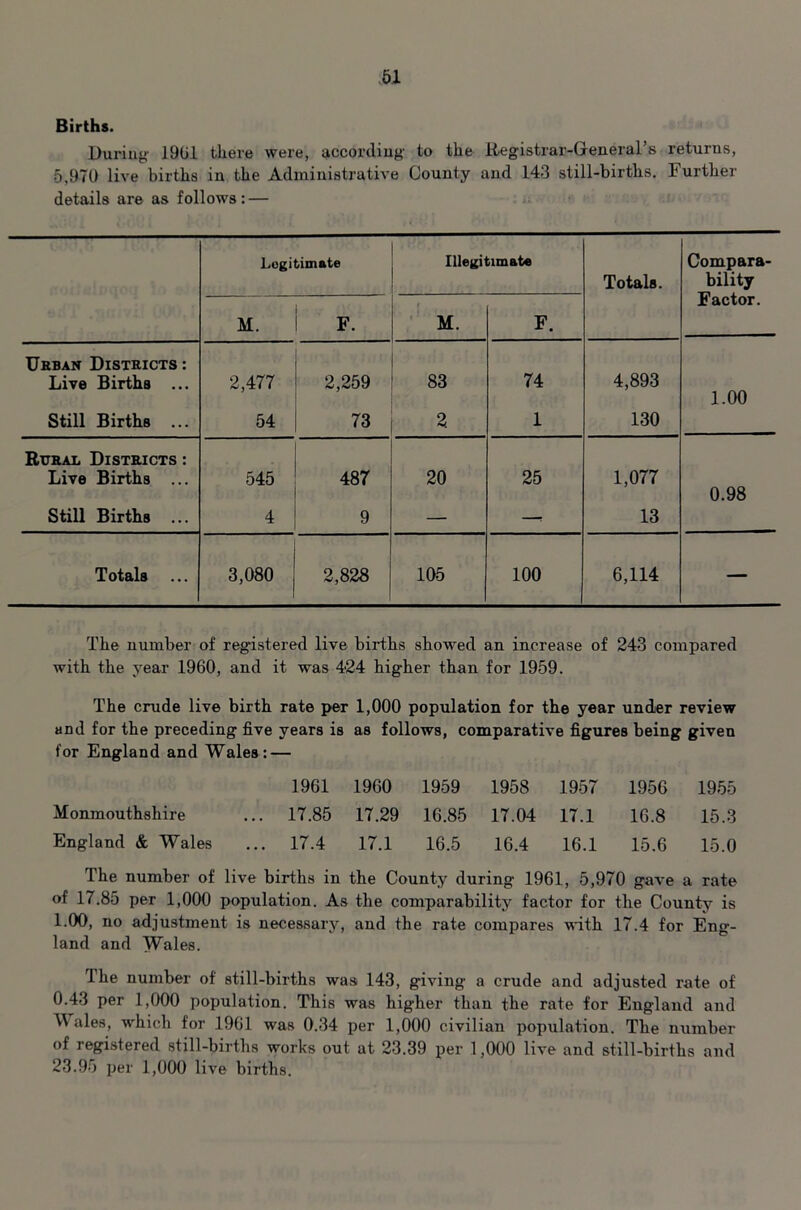 51
Births.
During 1961 there were, according to the Registrar-General's returns,
5,970 live births in the Administrative County and 143 still-births. Further
details are as follows:—
Legitimate Illegitimate Totals. Compara-
bility
Factor.
M. F. M. F.
Urban Districts:
Live Births ... 2,477 2,259 83 74 4,893 1.00
Still Births ... 54 73 2 1 130
Rural Districts:
Live Births ... 545 487 20 25 1,077 0.98
Still Births ... 4 9 — — 13
Totals ... 3,080 2,828 105 100 6,114 —
The number of registered live births showed an increase of 243 compared
with the year 1960, and it was 424 higher than for 1959.
The crude live birth rate per 1,000 population for the year under review
and for the preceding five years is as follows, comparative figures being given
for England and Wales:—
1961 1960 1959 1958 1957 1956 1955
Monmouthshire ... 17.85 17.29 16.85 17.04 17.1 16.8 15.3
England & Wales ... 17.4 17.1 16.5 16.4 16.1 15.6 15.0
The number of live births in the County during 1961, 5,970 gave a rate
of 17.85 per 1,000 population. As the comparability factor for the County is
1.00, no adjustment is necessary, and the rate compares with 17.4 for Eng-
land and Wales.
The number of still-births was 143, giving a crude and adjusted rate of
0.43 per 1,000 population. This was higher than the rate for England and
Wales, which for 1961 was 0.34 per 1,000 civilian population. The number
of registered still-births works out at 23.39 per 1,000 live and still-births and
23.95 per 1,000 live births.